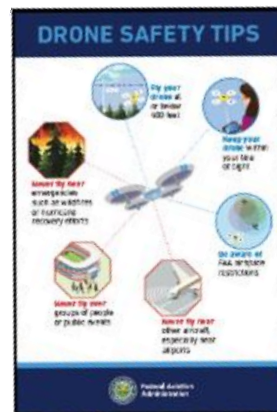 DRONE SAFETY TIPS
Fly your
drone at
or below
400 feet
Keep your
drone within
your line
of sight
Be aware of
FAA airspace
restrictions
Never fly near
other aircraft,
especially near
airports
Never fly over
groups of people
or public events
Never fly near
emergencies
such as wildfires
or hurricane
recovery efforts
Federal Aviation
Administration